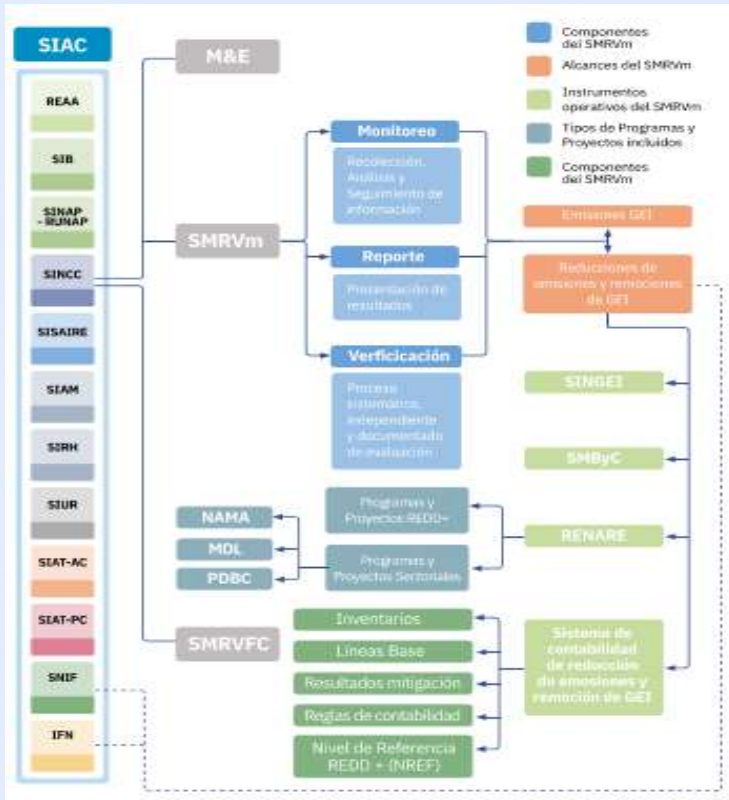 SIAC
REAA
SIB
SINAP
-RUNAP
SINCC
SISAIRE
SIAM
SIRH
SIUR
SIAT-AC
SIAT-PC
SNIF
IFN
M&E
SMRVm
SMRVFC
Monitoreo
Recolección,
Análisis y
Seguimiento de
información
Reporte
Presentación de
resultados
Verificicación
Proceso
sistemático,
independiente
y documentado
de evaluación
Componentes
del SMRVm
Alcances del SMRVm
Instrumentos
operativos del SMRVm
Tipos de Programas y
Proyectos incluidos
Componentes
del SMRVm
Emisiones GEI
Reducciones de
emisiones y remociones
de GEI
SINGEI
SMByC
RENARE
Sistema de
contabilidad
de reducción
de emosiones y
remoción de GEI
Programas y
Proyectos REDD+
Programas y
Proyectos Sectoriales
NAMA
MDL
PDBC
Inventarios
Líneas Base
Resultados mitigación
Reglas de contabilidad
Nivel de Referencia
REDD + (NREF)